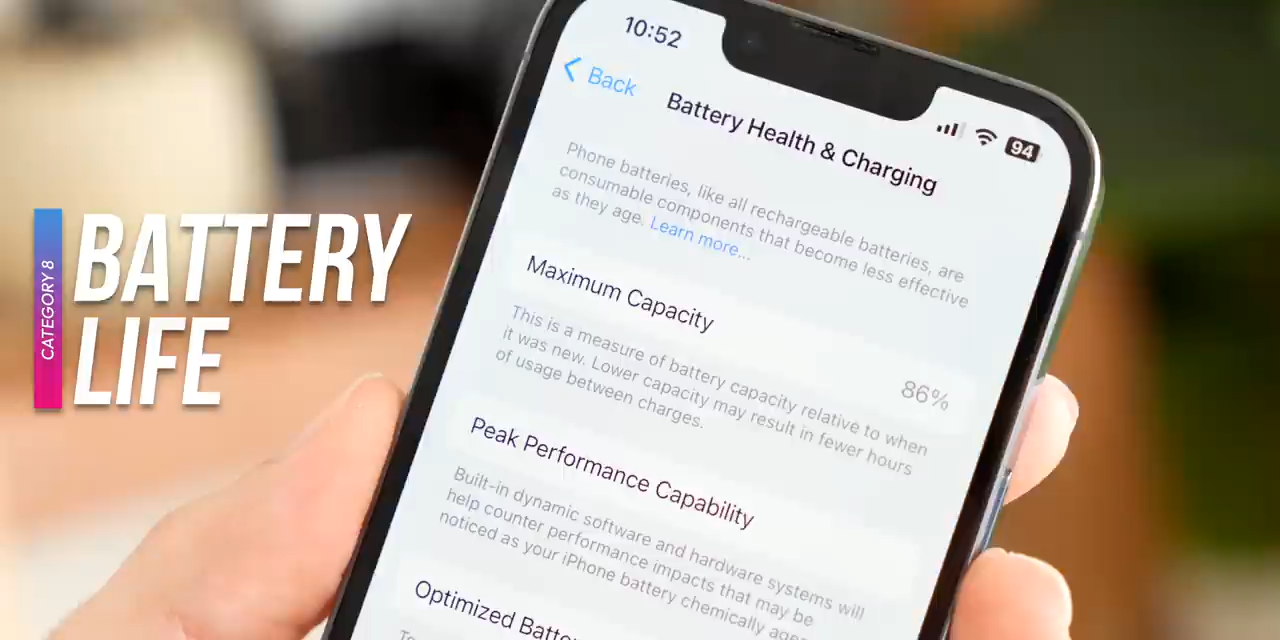 CATEGORY 8
BATTERY
LIFE
10:52
94
Back
Battery Health & Charging
Phone batteries, like all rechargeable batteries, are
consumable components that become less effective
as they age. Learn more...
Maximum Capacity
86%
This is a measure of battery capacity relative to when
it was new. Lower capacity may result in fewer hours
of usage between charges.
Peak Performance Capability
Built-in dynamic software and hardware systems will
help counter performance impacts that may be
noticed as your iPhone battery chemically
Optimized